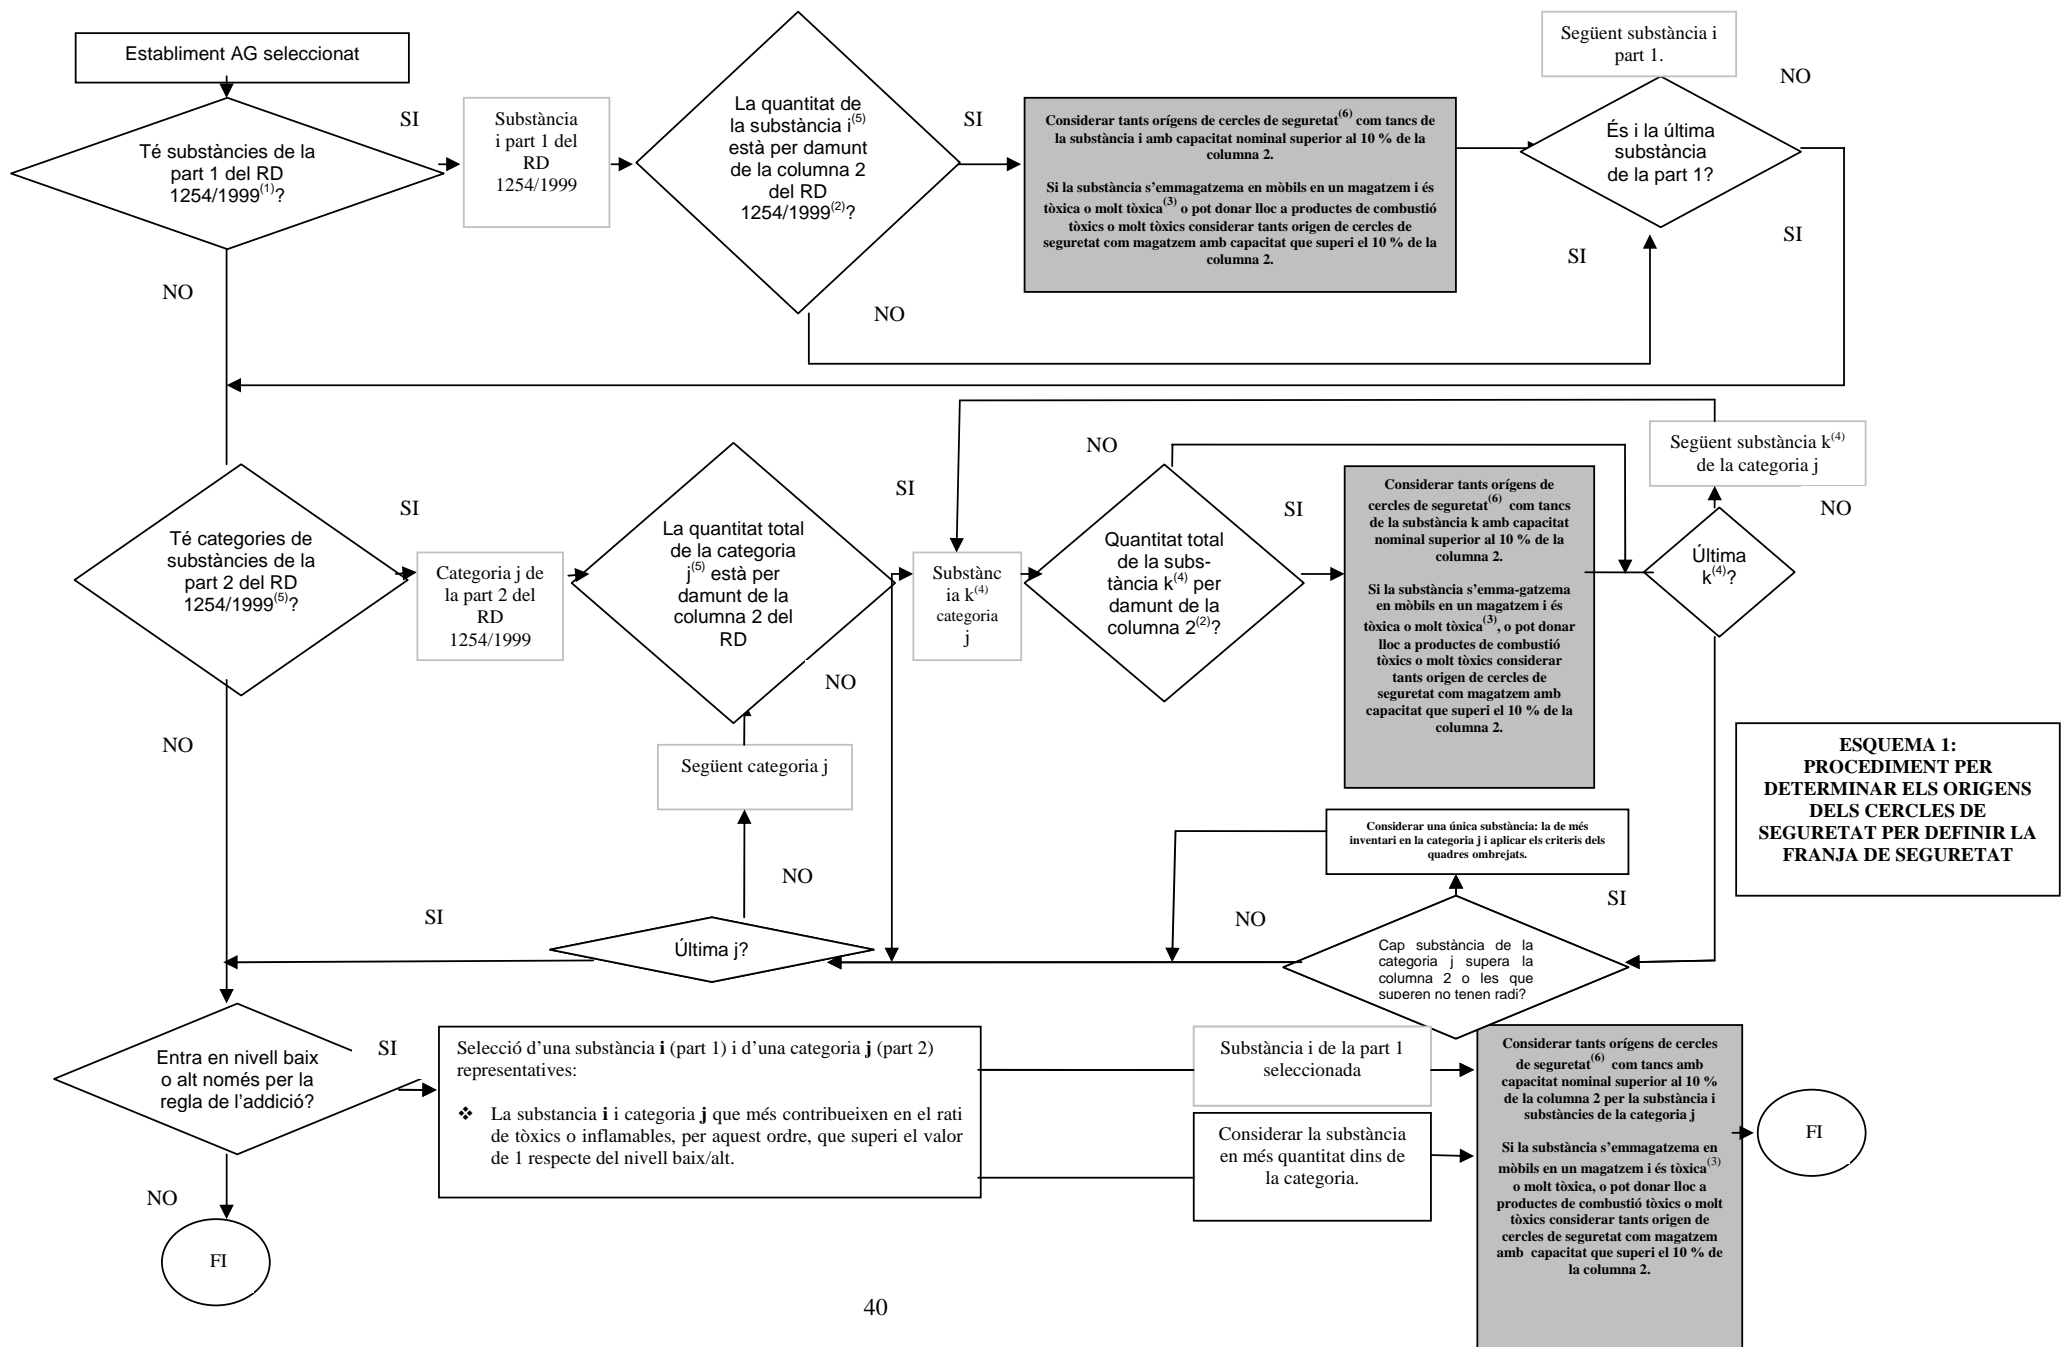 Establiment AG seleccionat
Té substàncies de la
part 1 del RD
1254/1999(1)?
SI
NO
Substància
i part 1 del
RD
1254/1999
La quantitat de
la substància i(5)
està per damunt
de la columna 2
del RD
1254/1999(2)?
SI
NO
Considerar tants orígens de cercles de seguretat(6) com tancs de
la substància i amb capacitat nominal superior al 10 % de la
columna 2.
Si la substància s'emmagatzema en mòbils en un magatzem i és
tòxica o molt tòxica(3) o pot donar lloc a productes de combustió
tòxics o molt tòxics considerar tants origen de cercles de
seguretat com magatzem amb capacitat que superi el 10 % de la
columna 2.
Següent substància i
part 1.
NO
És i la última
substància
de la part 1?
SI
SI
Té categories de
substàncies de la
part 2 del RD
1254/1999(5)?
SI
NO
Categoria j de
la part 2 del
RD
1254/1999
La quantitat total
de la categoria
j(5) està per
damunt de la
columna 2 del
RD
SI
NO
Següent categoria j
NO
Substànc
ia k(4)
categoria
j
NO
Quantitat total
de la subs-
tància k(4) per
damunt de la
columna 2(2)?
SI
Considerar tants orígens de
cercles de seguretat(6) com tancs
de la substància k amb capacitat
nominal superior al 10 % de la
columna 2.
Si la substància s'emma-gatzema
en mòbils en un magatzem i és
tòxica o molt tòxica(3), o pot donar
lloc a productes de combustió
tòxics o molt tòxics considerar
tants origen de cercles de
seguretat com magatzem amb
capacitat que superi el 10 % de la
columna 2.
Següent substància k(4)
de la categoria j
NO
Última
k(4)?
ESQUEMA 1:
PROCEDIMENT PER
DETERMINAR ELS ORIGENS
DELS CERCLES DE
SEGURETAT PER DEFINIR LA
FRANJA DE SEGURETAT
Considerar una única substància: la de més
inventari en la categoria j i aplicar els criteris dels
quadres ombrejats.
SI
NO
Cap substància de la
categoria j supera la
columna 2 o les que
superen no tenen radi?
Última j?
SI
Entra en nivell baix
o alt només per la
regla de l'addició?
SI
NO
FI
Selecció d'una substància i (part 1) i d'una categoria j (part 2)
representatives:
❖ La substancia i i categoria j que més contribueixen en el rati
de tòxics o inflamables, per aquest ordre, que superi el valor
de 1 respecte del nivell baix/alt.
Substància i de la part 1
seleccionada
Considerar la substància
en més quantitat dins de
la categoria.
Considerar tants orígens de cercles
de seguretat(6) com tancs amb
capacitat nominal superior al 10 %
de la columna 2 per la substància i
substàncies de la categoria j
Si la substància s'emmagatzema en
mòbils en un magatzem i és tòxica(3)
o molt tòxica, o pot donar lloc a
productes de combustió tòxics o molt
tòxics considerar tants origen de
cercles de seguretat com magatzem
amb capacitat que superi el 10 % de
la columna 2.
FI
40